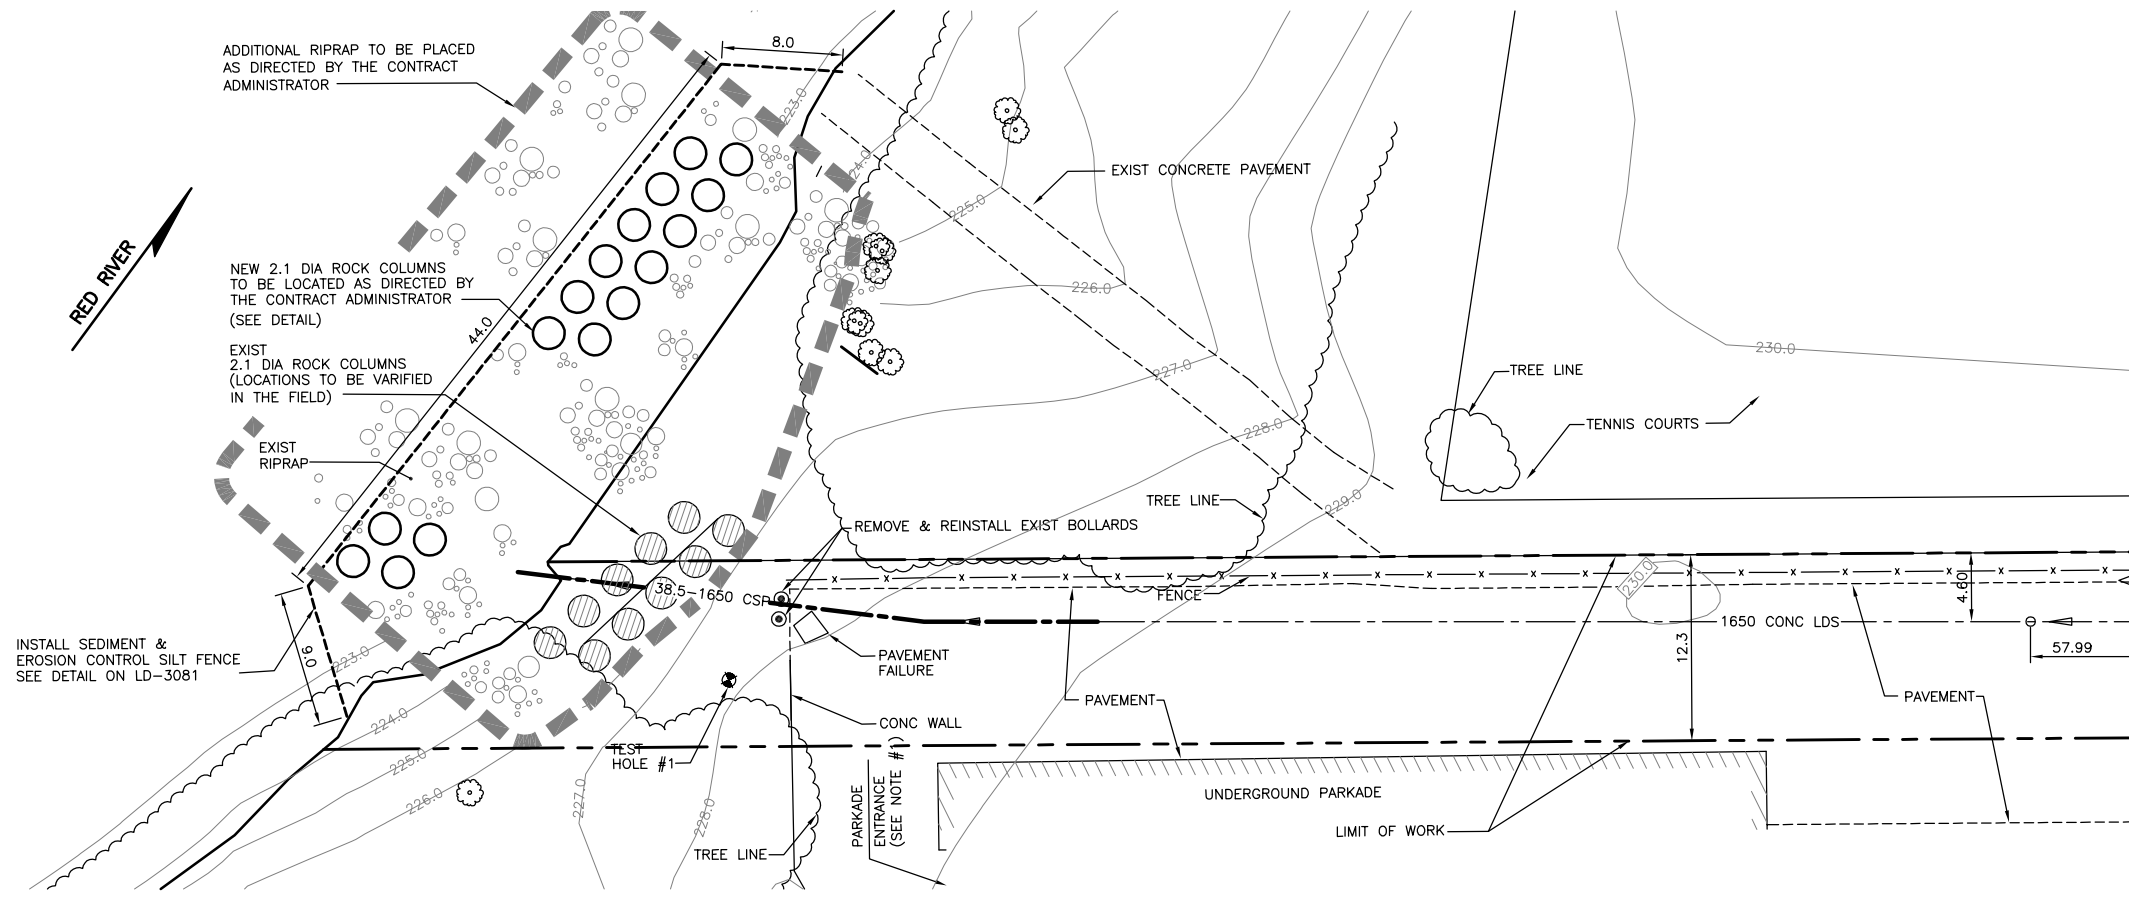 ADDITIONAL RIPRAP TO BE PLACED
AS DIRECTED BY THE CONTRACT
ADMINISTRATOR
8.0
223.0
224.0
EXIST CONCRETE PAVEMENT
225.0
RED RIVER
NEW 2.1 DIA ROCK COLUMNS
TO BE LOCATED AS DIRECTED BY
THE CONTRACT ADMINISTRATOR
(SEE DETAIL)
44.0
226.0
EXIST
2.1 DIA ROCK COLUMNS
(LOCATIONS TO BE VARIFIED
IN THE FIELD)
227.0
230.0
TREE LINE
TENNIS COURTS
228.0
EXIST
RIPRAP
TREE LINE
229.0
REMOVE & REINSTALL EXIST BOLLARDS
x x x x x x x x x x x x x x x x x x x x x x x x x
38.5-1650 CSP
FENCE
230.0
4.60
1650 CONC LDS
12.3
57.99
INSTALL SEDIMENT &
EROSION CONTROL SILT FENCE
SEE DETAIL ON LD-3081
9.0
223.0
PAVEMENT
FAILURE
PAVEMENT
PAVEMENT
224.0
CONC WALL
225.0
TEST
HOLE #1
226.0
227.0
228.0
PARKADE
ENTRANCE
(SEE NOTE #1)
UNDERGROUND PARKADE
LIMIT OF WORK
TREE LINE